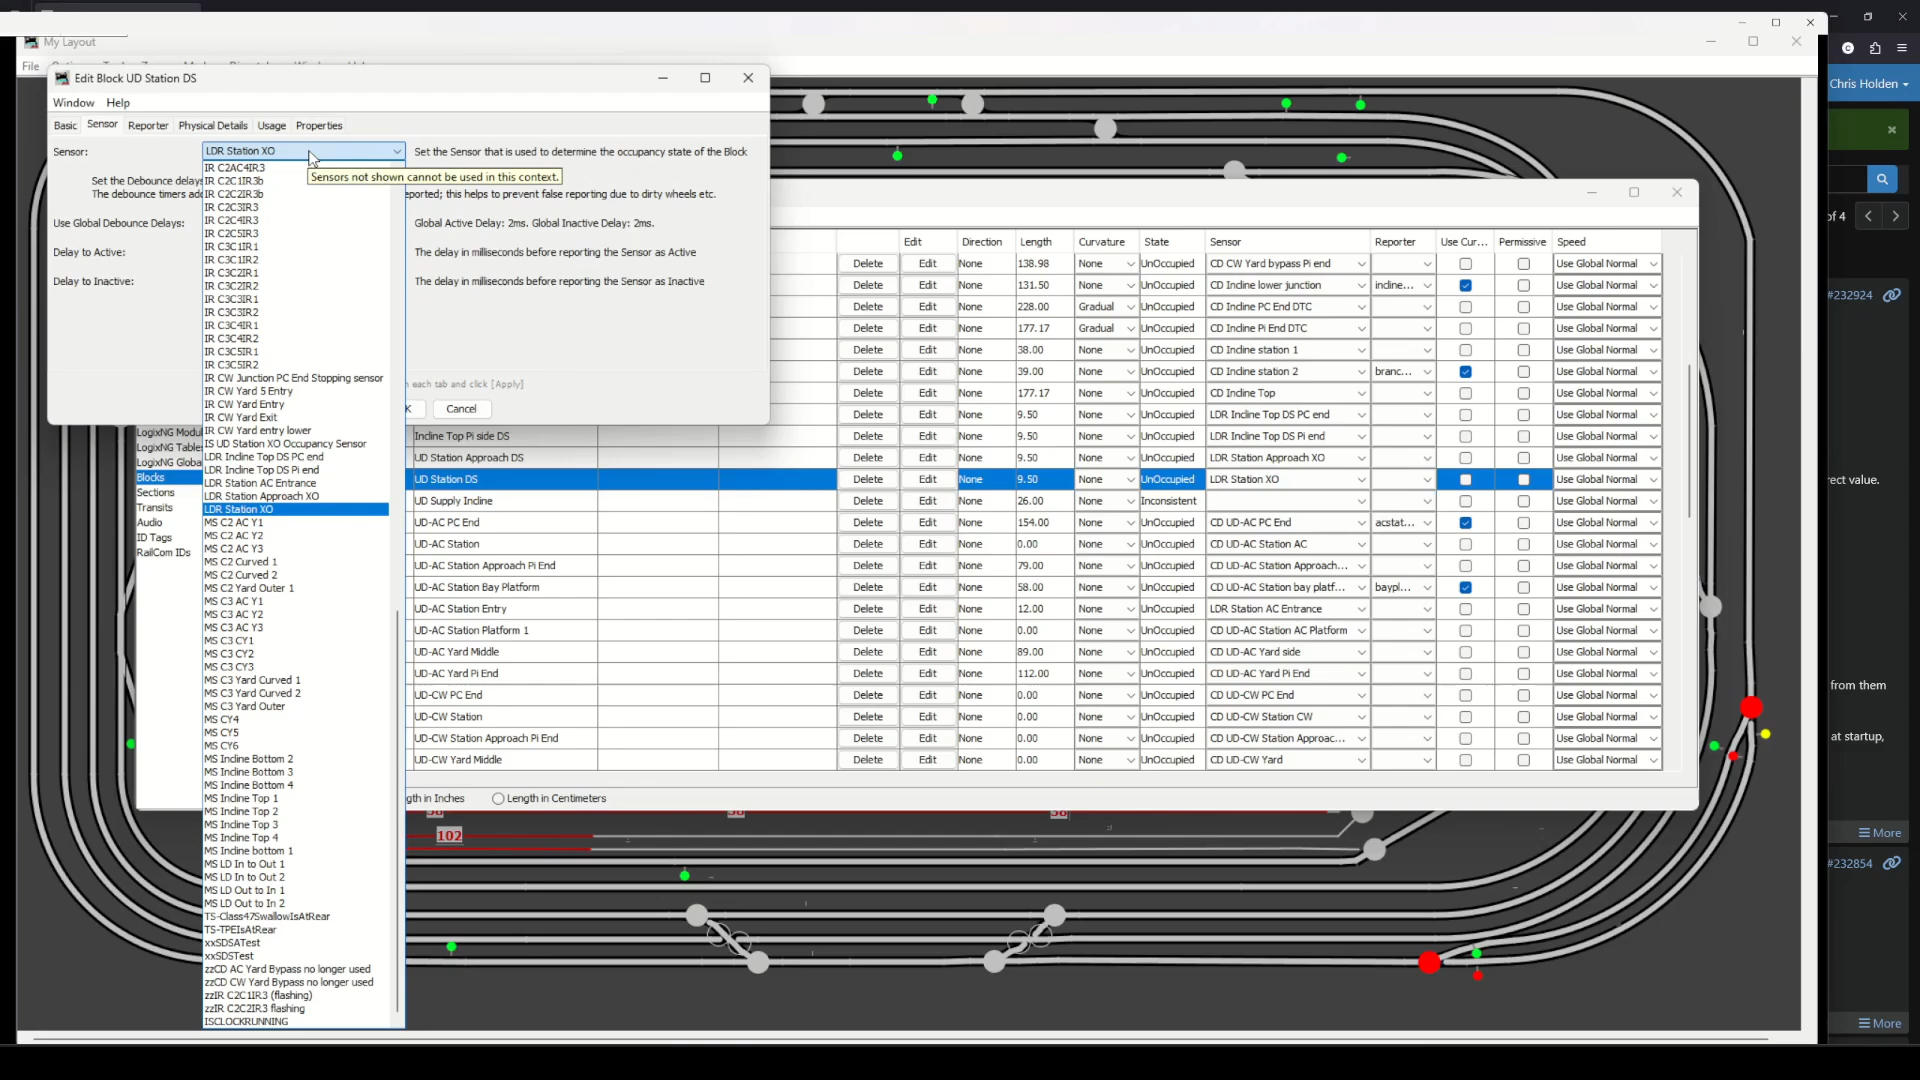 My Layout
File
Edit Block UD Station DS
Window Help
Basic Sensor Reporter Physical Details Usage Properties
Sensor:
LDR Station XO
Set the Sensor that is used to determine the occupancy state of the Block
Sensors not shown cannot be used in this context.
Set the Debounce delays
The debounce timers
eported; this helps to prevent false reporting due to dirty wheels etc.
Use Global Debounce Delays:
Global Active Delay: 2ms. Global Inactive Delay: 2ms.
Delay to Active:
The delay in milliseconds before reporting the Sensor as Active
Delay to Inactive:
The delay in milliseconds before reporting the Sensor as Inactive
each tab and click [Apply]
K
Cancel
IR C2AC4IR3
IR C2C1IR3b
IR C2C2IR3b
IR C2C3IR3
IR C2C4IR3
IR C2C5IR3
IR C3C1IR1
IR C3C1IR2
IR C3C2IR1
IR C3C2IR2
IR C3C3IR1
IR C3C3IR2
IR C3C4IR1
IR C3C4IR2
IR C3C5IR1
IR C3C5IR2
IR CW Junction PC End Stopping sensor
IR CW Yard 5 Entry
IR CW Yard Entry
IR CW Yard Exit
IR CW Yard entry lower
IS UD Station XO Occupancy Sensor
LDR Incline Top DS PC end
LDR Incline Top DS Pi end
LDR Station AC Entrance
LDR Station Approach XO
LDR Station XO
MS C2 AC Y1
MS C2 AC Y2
MS C2 AC Y3
MS C2 Curved 1
MS C2 Curved 2
MS C2 Yard Outer 1
MS C3 AC Y1
MS C3 AC Y2
MS C3 AC Y3
MS C3 CY1
MS C3 CY2
MS C3 CY3
MS C3 Yard Curved 1
MS C3 Yard Curved 2
MS C3 Yard Outer
MS CY4
MS CY5
MS CY6
MS Incline Bottom 2
MS Incline Bottom 3
MS Incline Bottom 4
MS Incline Top 1
MS Incline Top 2
MS Incline Top 3
MS Incline Top 4
MS Incline bottom 1
MS LD In to Out 1
MS LD In to Out 2
MS LD Out to In 1
MS LD Out to In 2
TS-Class47SwallowIsAtRear
TS-TPEIsAtRear
xxSDSATest
xxSDSTest
zzCD AC Yard Bypass no longer used
zzCD CW Yard Bypass no longer used
zzIR C2C1IR3 (flashing)
zzIR C2C2IR3 flashing
ISCLOCKRUNNING
LogixNG Modul
LogixNG Table
LogixNG Globa
Blocks
Sections
Transits
Audio
ID Tags
RailCom IDs
Edit Direction Length Curvature State Sensor Reporter Use Cur... Permissive Speed
Delete Edit None 138.98 None UnOccupied CD CW Yard bypass Pi end Use Global Normal
Delete Edit None 131.50 None UnOccupied CD Incline lower junction incline... Use Global Normal
Delete Edit None 228.00 Gradual UnOccupied CD Incline PC End DTC Use Global Normal
Delete Edit None 177.17 Gradual UnOccupied CD Incline Pi End DTC Use Global Normal
Delete Edit None 38.00 None UnOccupied CD Incline station 1 Use Global Normal
Delete Edit None 39.00 None UnOccupied CD Incline station 2 branc... Use Global Normal
Delete Edit None 177.17 None UnOccupied CD Incline Top Use Global Normal
Delete Edit None 9.50 None UnOccupied LDR Incline Top DS PC end Use Global Normal
Incline Top Pi side DS Delete Edit None 9.50 None UnOccupied LDR Incline Top DS Pi end Use Global Normal
UD Station Approach DS Delete Edit None 9.50 None UnOccupied LDR Station Approach XO Use Global Normal
UD Station DS Delete Edit None 9.50 None UnOccupied LDR Station XO Use Global Normal
UD Supply Incline Delete Edit None 26.00 None Inconsistent Use Global Normal
UD-AC PC End Delete Edit None 154.00 None UnOccupied CD UD-AC PC End acstat... Use Global Normal
UD-AC Station Delete Edit None 0.00 None UnOccupied CD UD-AC Station AC Use Global Normal
UD-AC Station Approach Pi End Delete Edit None 79.00 None UnOccupied CD UD-AC Station Approach... Use Global Normal
UD-AC Station Bay Platform Delete Edit None 58.00 None UnOccupied CD UD-AC Station bay platf... baypl... Use Global Normal
UD-AC Station Entry Delete Edit None 12.00 None UnOccupied LDR Station AC Entrance Use Global Normal
UD-AC Station Platform 1 Delete Edit None 0.00 None UnOccupied CD UD-AC Station AC Platform Use Global Normal
UD-AC Yard Middle Delete Edit None 89.00 None UnOccupied CD UD-AC Yard side Use Global Normal
UD-AC Yard Pi End Delete Edit None 112.00 None UnOccupied CD UD-AC Yard Pi End Use Global Normal
UD-CW PC End Delete Edit None 0.00 None UnOccupied CD UD-CW PC End Use Global Normal
UD-CW Station Delete Edit None 0.00 None UnOccupied CD UD-CW Station CW Use Global Normal
UD-CW Station Approach Pi End Delete Edit None 0.00 None UnOccupied CD UD-CW Station Approac... Use Global Normal
UD-CW Yard Middle Delete Edit None 0.00 None UnOccupied CD UD-CW Yard Use Global Normal
gth in Inches Length in Centimeters
102
Chris Holden
of 4
#232924
rect value.
from them
at startup,
More
#232854
More